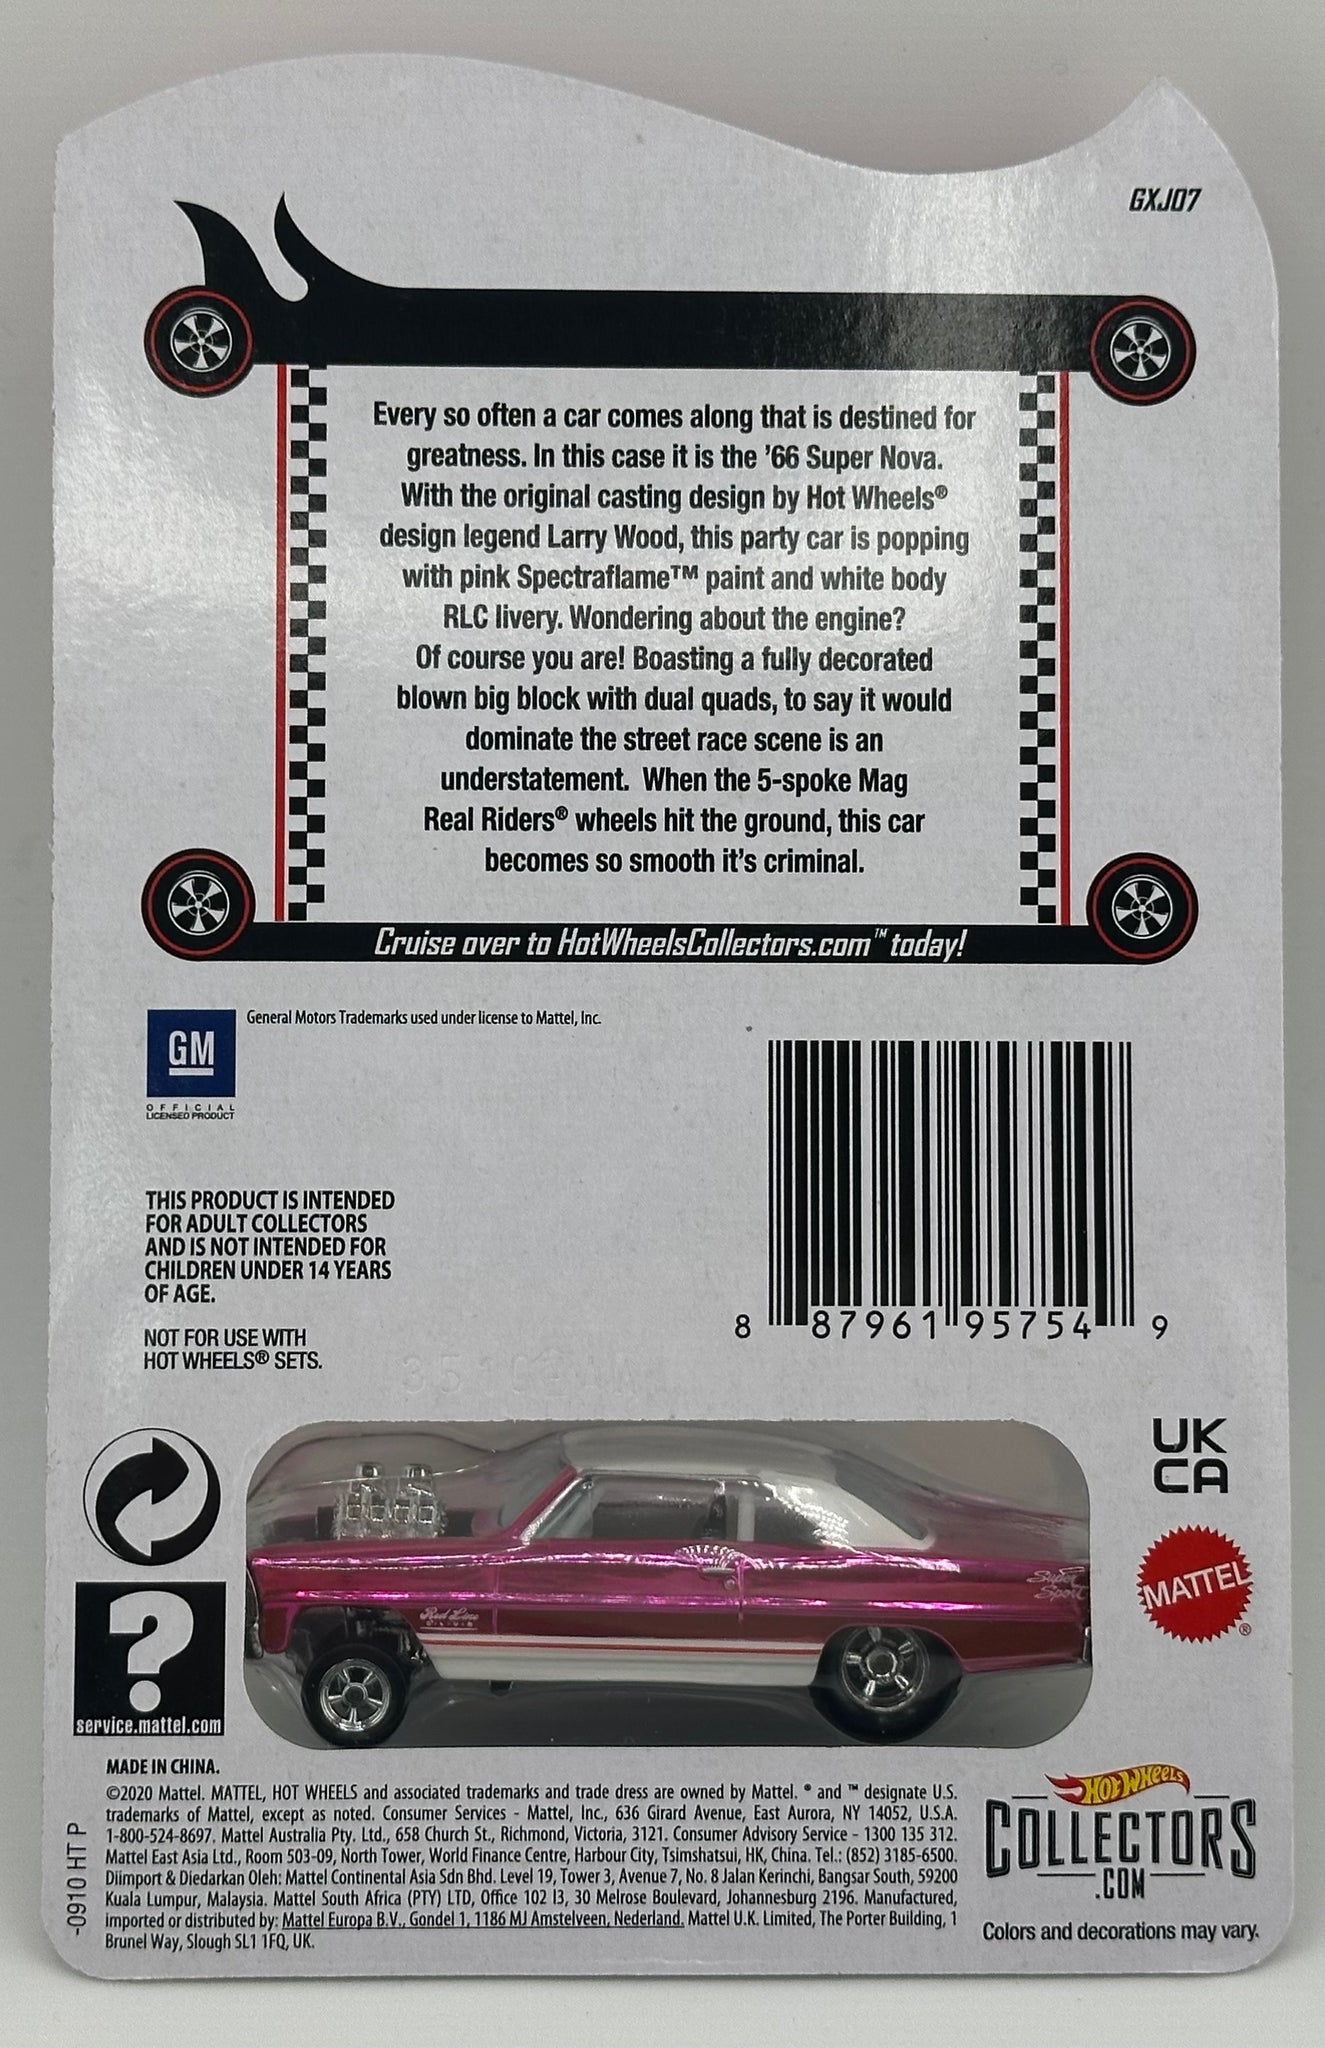 GXJ07
Every so often a car comes along that is destined for
greatness. In this case it is the ’66 Super Nova.
With the original casting design by Hot Wheels®
design legend Larry Wood, this party car is popping
with pink Spectraflame™ paint and white body
RLC livery. Wondering about the engine?
Of course you are! Boasting a fully decorated
blown big block with dual quads, to say it would
dominate the street race scene is an
understatement. When the 5-spoke Mag
Real Riders® wheels hit the ground, this car
becomes so smooth it’s criminal.
Cruise over to HotWheelsCollectors.com™ today!
GM
OFFICIAL
LICENSED PRODUCT
General Motors Trademarks used under license to Mattel, Inc.
THIS PRODUCT IS INTENDED
FOR ADULT COLLECTORS
AND IS NOT INTENDED FOR
CHILDREN UNDER 14 YEARS
OF AGE.
NOT FOR USE WITH
HOT WHEELS® SETS.
8 87961 95754 9
UK
CA
MATTEL®
?
service.mattel.com
Super
Sport
Red Line
CLUB
MADE IN CHINA.
©2020 Mattel. MATTEL, HOT WHEELS and associated trademarks and trade dress are owned by Mattel. ® and ™ designate U.S.
trademarks of Mattel, except as noted. Consumer Services - Mattel, Inc., 636 Girard Avenue, East Aurora, NY 14052, U.S.A.
1-800-524-8697. Mattel Australia Pty. Ltd., 658 Church St., Richmond, Victoria, 3121. Consumer Advisory Service - 1300 135 312.
Mattel East Asia Ltd., Room 503-09, North Tower, World Finance Centre, Harbour City, Tsimshatsui, HK, China. Tel.: (852) 3185-6500.
Diimport & Diedarkan Oleh: Mattel Continental Asia Sdn Bhd. Level 19, Tower 3, Avenue 7, No. 8 Jalan Kerinchi, Bangsar South, 59200
Kuala Lumpur, Malaysia. Mattel South Africa (PTY) LTD, Office 102 I3, 30 Melrose Boulevard, Johannesburg 2196. Manufactured,
imported or distributed by: Mattel Europa B.V., Gondel 1, 1186 MJ Amstelveen, Nederland. Mattel U.K. Limited, The Porter Building, 1
Brunel Way, Slough SL1 1FQ, UK.
-0910 HT P
Hot Wheels
COLLECTORS
.COM
Colors and decorations may vary.